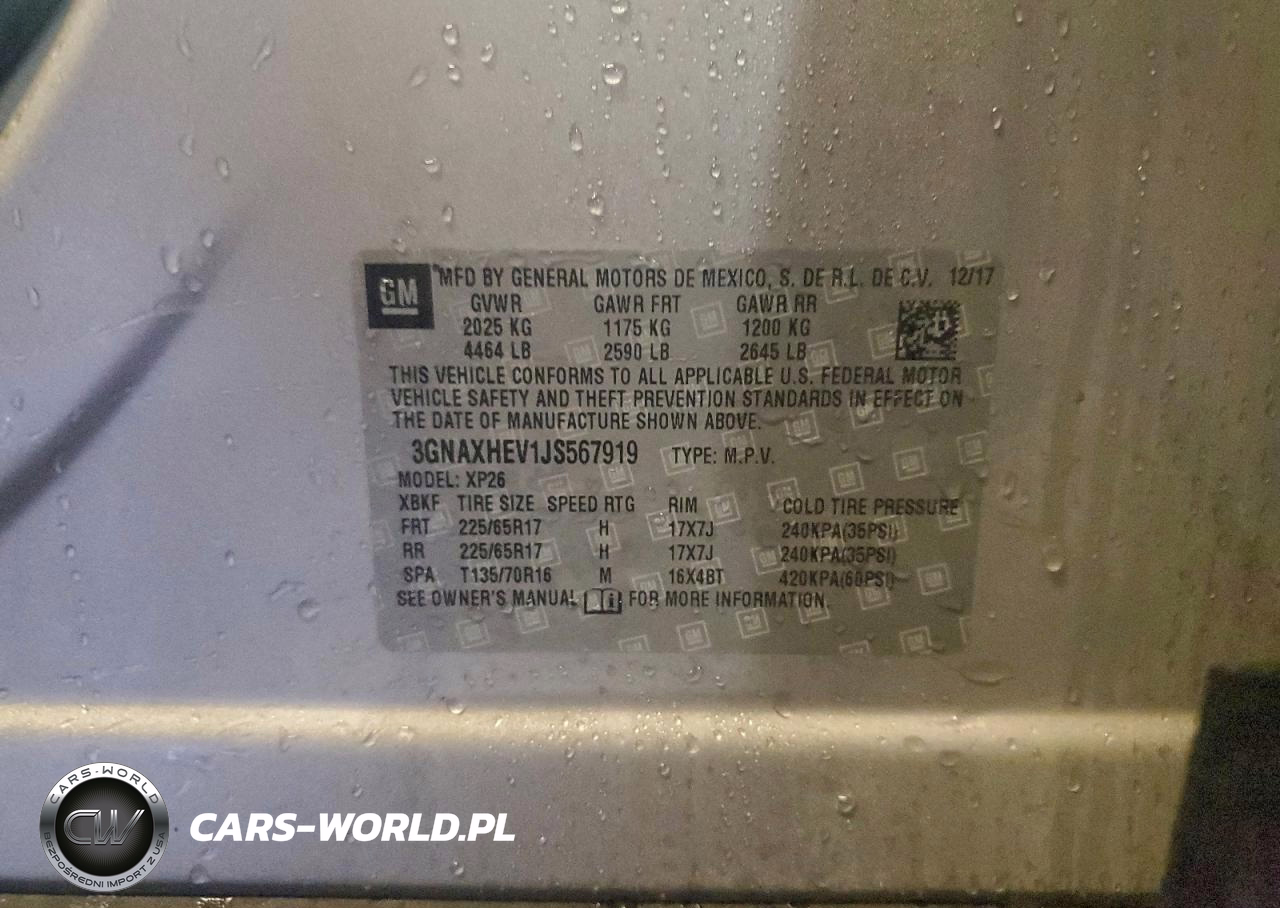 GM
MFD BY GENERAL MOTORS DE MEXICO, S. DE R.L. DE C.V. 12/17
GVWR GAWR FRT GAWR RR
2025 KG 1175 KG 1200 KG
4464 LB 2590 LB 2645 LB
THIS VEHICLE CONFORMS TO ALL APPLICABLE U.S. FEDERAL MOTOR
VEHICLE SAFETY AND THEFT PREVENTION STANDARDS IN EFFECT ON
THE DATE OF MANUFACTURE SHOWN ABOVE.
3GNAXHEV1JS567919 TYPE: M.P.V.
MODEL: XP26
XBKF TIRE SIZE SPEED RTG RIM COLD TIRE PRESSURE
FRT 225/65R17 H 17X7J 240KPA(35PSI)
RR 225/65R17 H 17X7J 240KPA(35PSI)
SPA T135/70R16 M 16X4BT 420KPA(60PSI)
SEE OWNER'S MANUAL FOR MORE INFORMATION.
CARS-WORLD
CW
BEZPOŚREDNI IMPORT Z USA
CARS-WORLD.PL